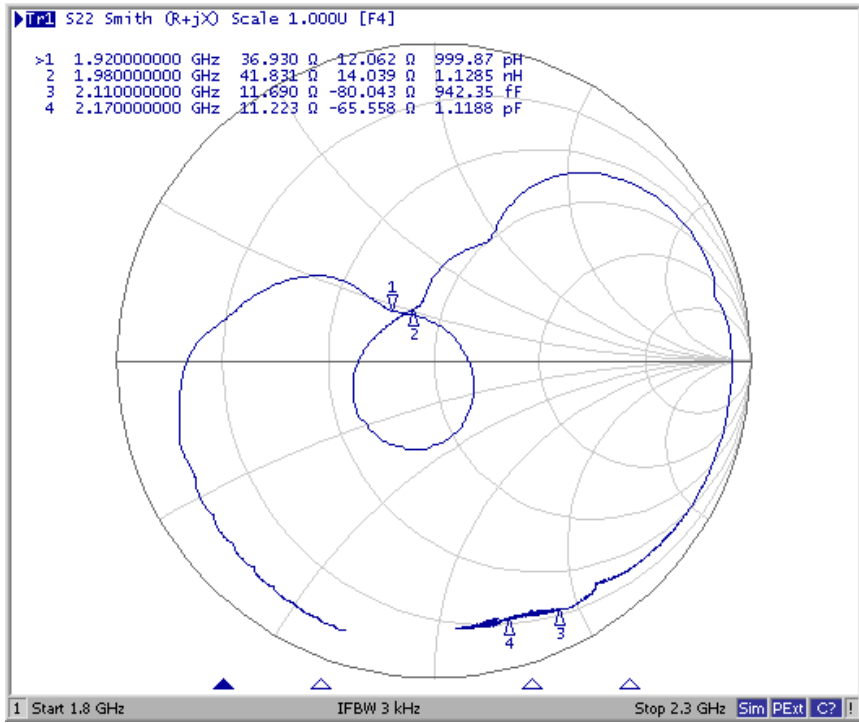 Tr1 S22 Smith (R+jX) Scale 1.000U [F4]
>1 1.920000000 GHz 36.930 Ω 12.062 Ω 999.87 pH
2 1.980000000 GHz 41.831 Ω 14.039 Ω 1.1285 nH
3 2.110000000 GHz 11.690 Ω -80.043 Ω 942.35 fF
4 2.170000000 GHz 11.223 Ω -65.558 Ω 1.1188 pF
1
2
3
4
1 Start 1.8 GHz IFBW 3 kHz Stop 2.3 GHz Sim PExt C? !